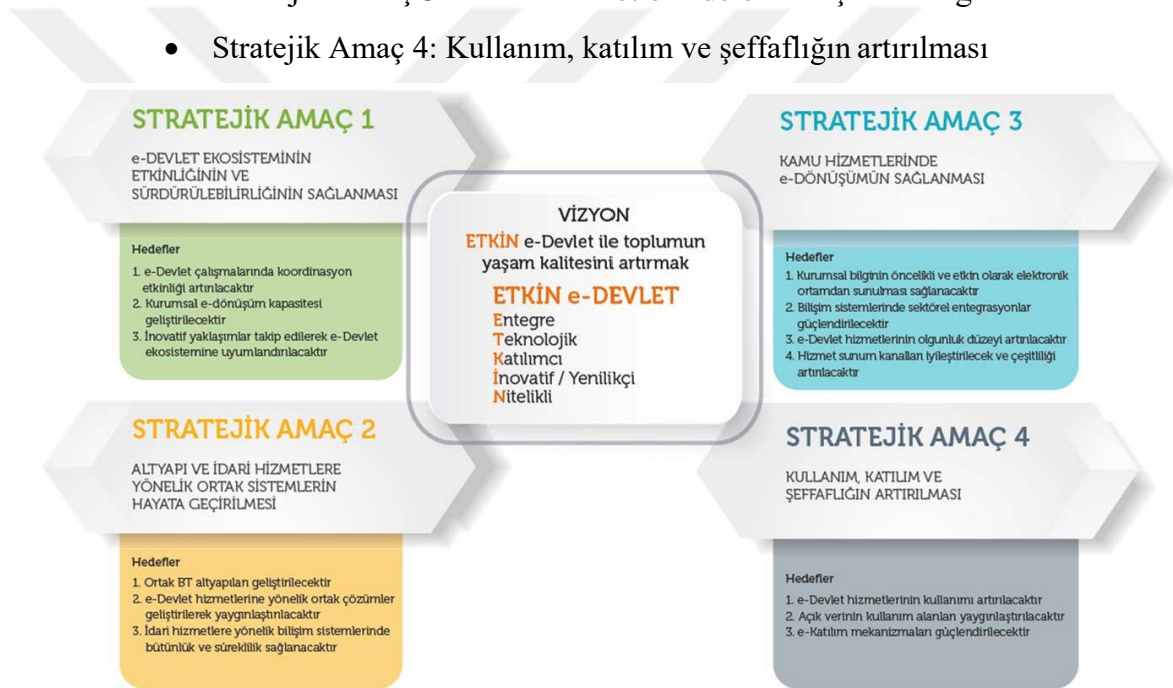 • Stratejik Amaç 4: Kullanım, katılım ve şeffaflığın artırılması
STRATEJİK AMAÇ 1
e-DEVLET EKOSİSTEMİNİN
ETKİNLİĞİNİN VE
SÜRDÜRÜLEBİLİRLİĞİNİN SAĞLANMASI
Hedefler
1. e-Devlet çalışmalarında koordinasyon
etkinliği artırılacaktır
2. Kurumsal e-dönüşüm kapasitesi
geliştirilecektir
3. İnovatif yaklaşımlar takip edilerek e-Devlet
ekosistemine uyumlandırılacaktır
STRATEJİK AMAÇ 2
ALTYAPI VE İDARİ HİZMETLERE
YÖNELİK ORTAK SİSTEMLERİN
HAYATA GEÇİRİLMESİ
Hedefler
1. Ortak BT altyapıları geliştirilecektir
2. e-Devlet hizmetlerine yönelik ortak çözümler
geliştirilerek yaygınlaştırılacaktır
3. İdari hizmetlere yönelik bilişim sistemlerinde
bütünlük ve süreklilik sağlanacaktır
VİZYON
ETKİN e-Devlet ile toplumun
yaşam kalitesini artırmak
ETKİN e-DEVLET
Entegre
Teknolojik
Katılımcı
İnovatif / Yenilikçi
Nitelikli
STRATEJİK AMAÇ 3
KAMU HİZMETLERİNDE
e-DÖNÜŞÜMÜN SAĞLANMASI
Hedefler
1. Kurumsal bilginin öncelikli ve etkin olarak elektronik
ortamdan sunulması sağlanacaktır
2. Bilişim sistemlerinde sektörel entegrasyonlar
güçlendirilecektir
3. e-Devlet hizmetlerinin olgunluk düzeyi artırılacaktır
4. Hizmet sunum kanalları iyileştirilecek ve çeşitliliği
artırılacaktır
STRATEJİK AMAÇ 4
KULLANIM, KATILIM VE
ŞEFFAFLIĞIN ARTIRILMASI
Hedefler
1. e-Devlet hizmetlerinin kullanımı artırılacaktır
2. Açık verinin kullanım alanları yaygınlaştırılacaktır
3. e-Katılım mekanizmaları güçlendirilecektir